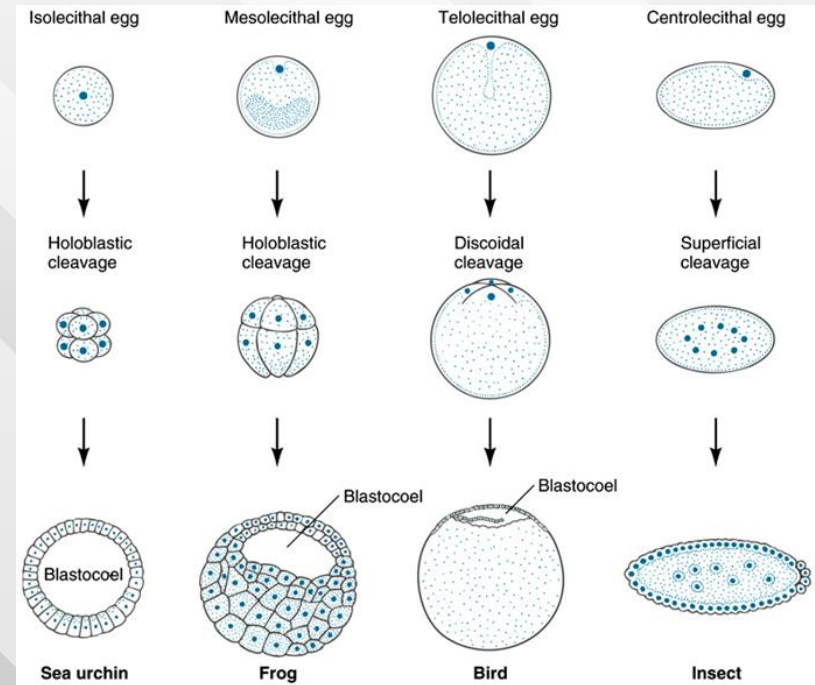 Isolecithal egg
Mesolecithal egg
Telolecithal egg
Centrolecithal egg
Holoblastic
cleavage
Holoblastic
cleavage
Discoidal
cleavage
Superficial
cleavage
Blastocoel
Blastocoel
Blastocoel
Sea urchin
Frog
Bird
Insect